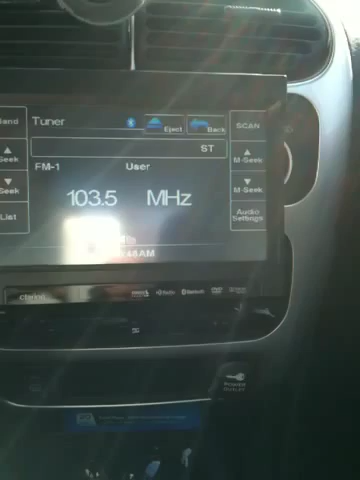 Tuner
Eject
Back
SCAN
Band
ST
Seek
M-Seek
FM-1 User
Seek
M-Seek
103.5 MHz
List
Audio
Settings
AM
clarion
Bluetooth
POWER
OUTLET